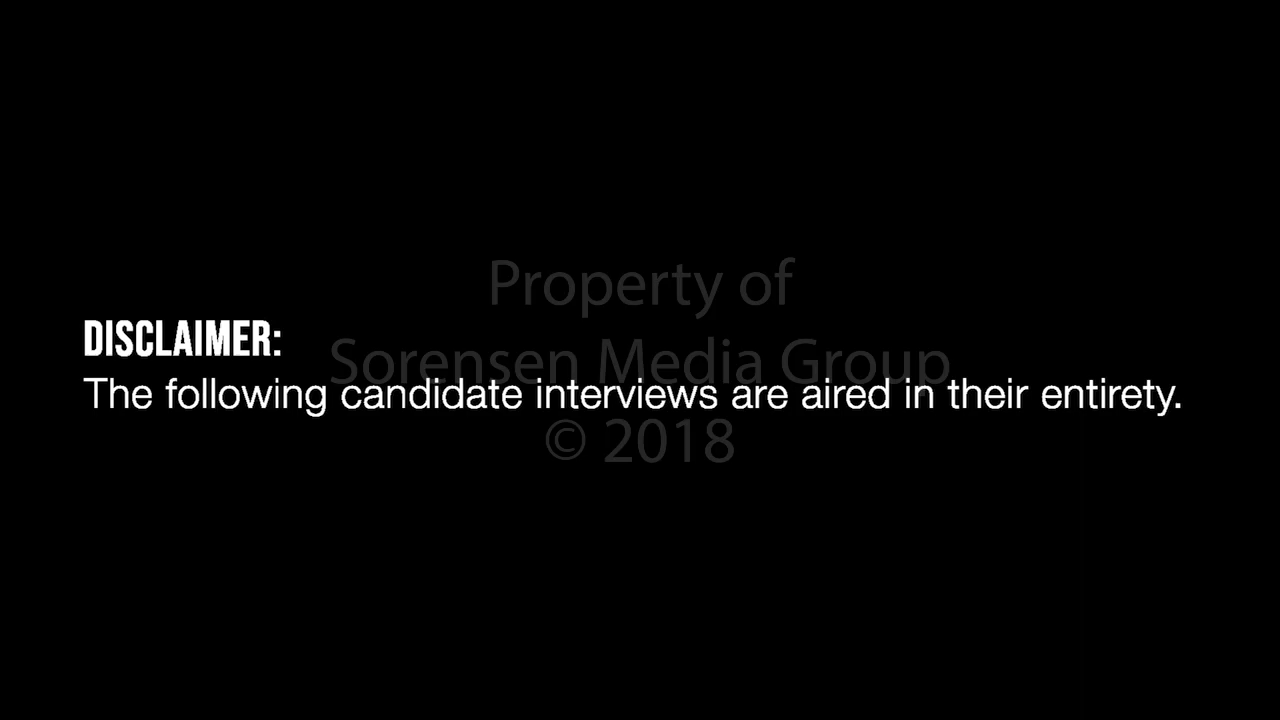 Property of
DISCLAIMER:
Sorensen Media Group
The following candidate interviews are aired in their entirety.
© 2018